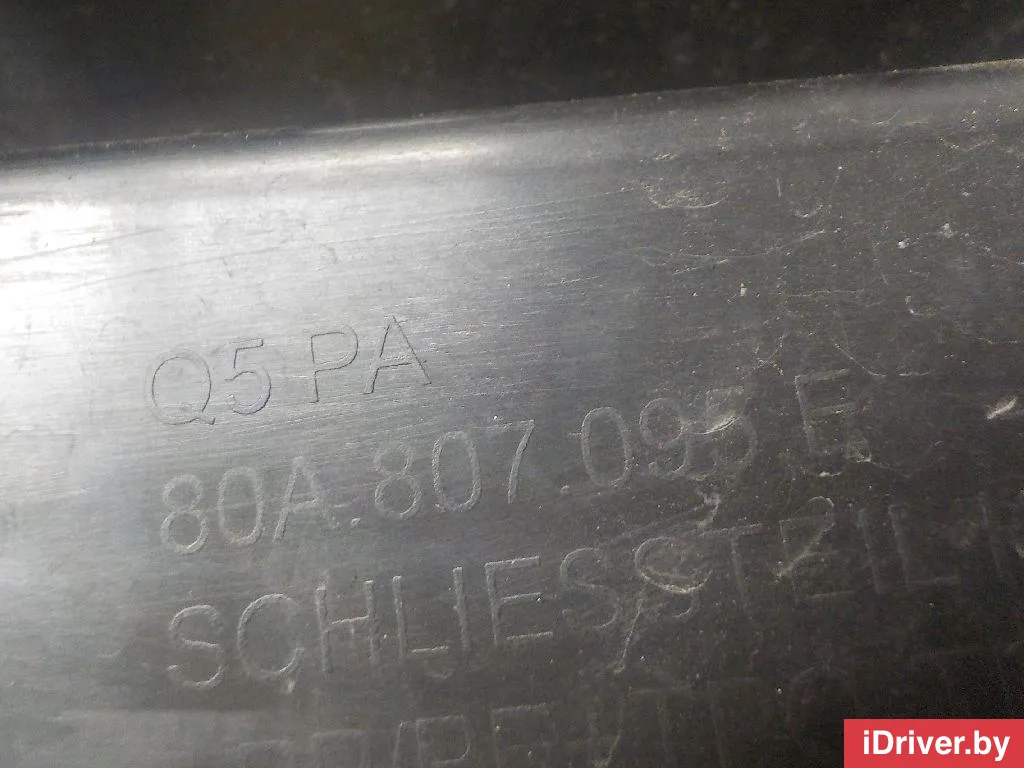 Q5 PA
80A.807.095.E
SCHLIESSTEIL
iDriver.by